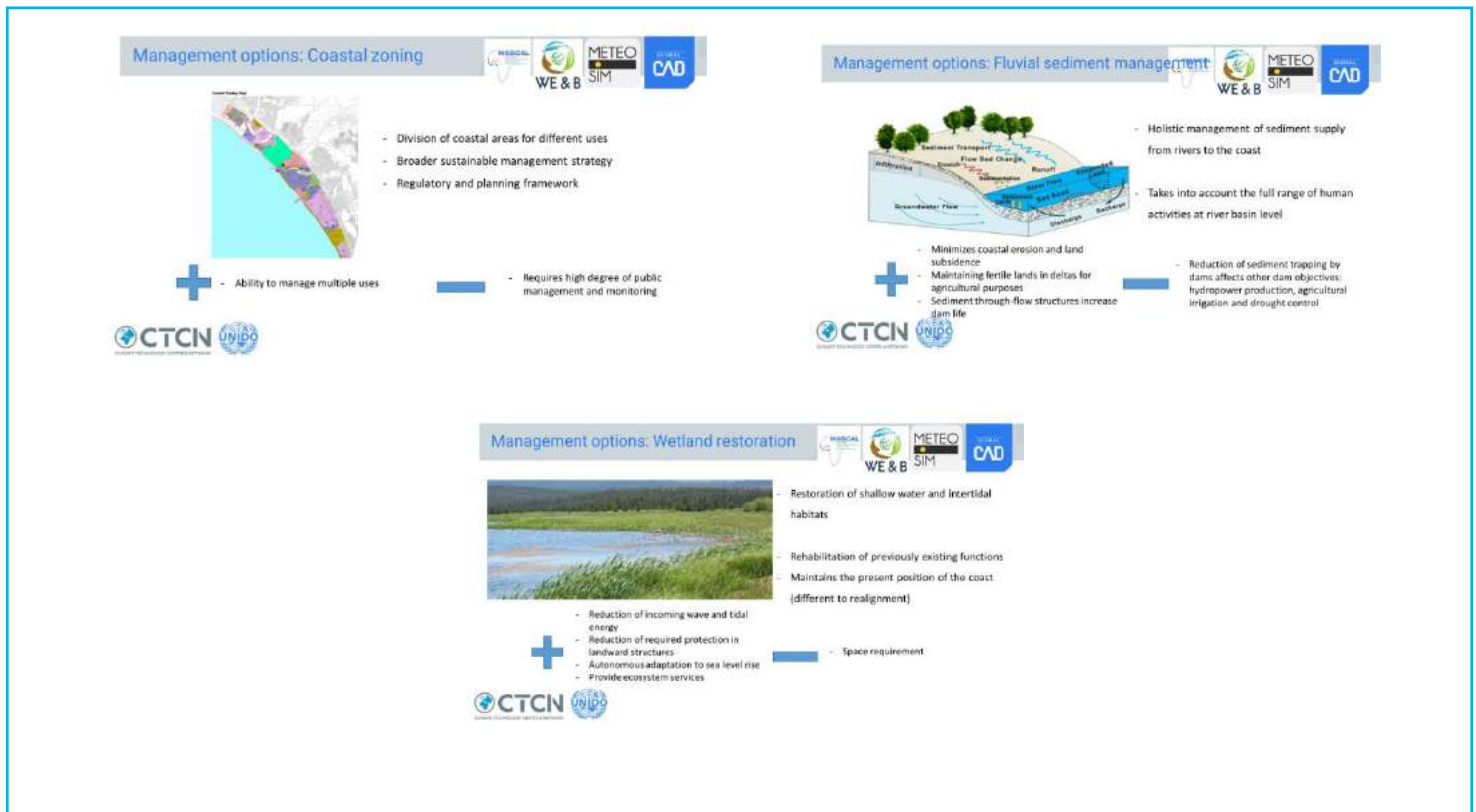 Management options: Coastal zoning
WE & B
METEO
SIM
CAD
- Division of coastal areas for different uses
- Broader sustainable management strategy
- Regulatory and planning framework
- Ability to manage multiple uses
- Requires high degree of public
management and monitoring
CTCN
UNIDO
Management options: Fluvial sediment management
WE & B
METEO
SIM
CAD
Sediment Transport
Flow Bed Change
Infiltration
Runoff
River Flow
Groundwater Flow
Discharge
- Holistic management of sediment supply
from rivers to the coast
- Takes into account the full range of human
activities at river basin level
- Minimizes coastal erosion and land
subsidence
- Maintaining fertile lands in deltas for
agricultural purposes
- Sediment through-flow structures increase
dam life
- Reduction of sediment trapping by
dams affects other dam objectives:
hydropower production, agricultural
irrigation and drought control
CTCN
UNIDO
Management options: Wetland restoration
WE & B
METEO
SIM
CAD
- Restoration of shallow water and intertidal
habitats
- Rehabilitation of previously existing functions
- Maintains the present position of the coast
(different to realignment)
- Reduction of incoming wave and tidal
energy
- Reduction of required protection in
landward structures
- Autonomous adaptation to sea level rise
- Provide ecosystem services
- Space requirement
CTCN
UNIDO